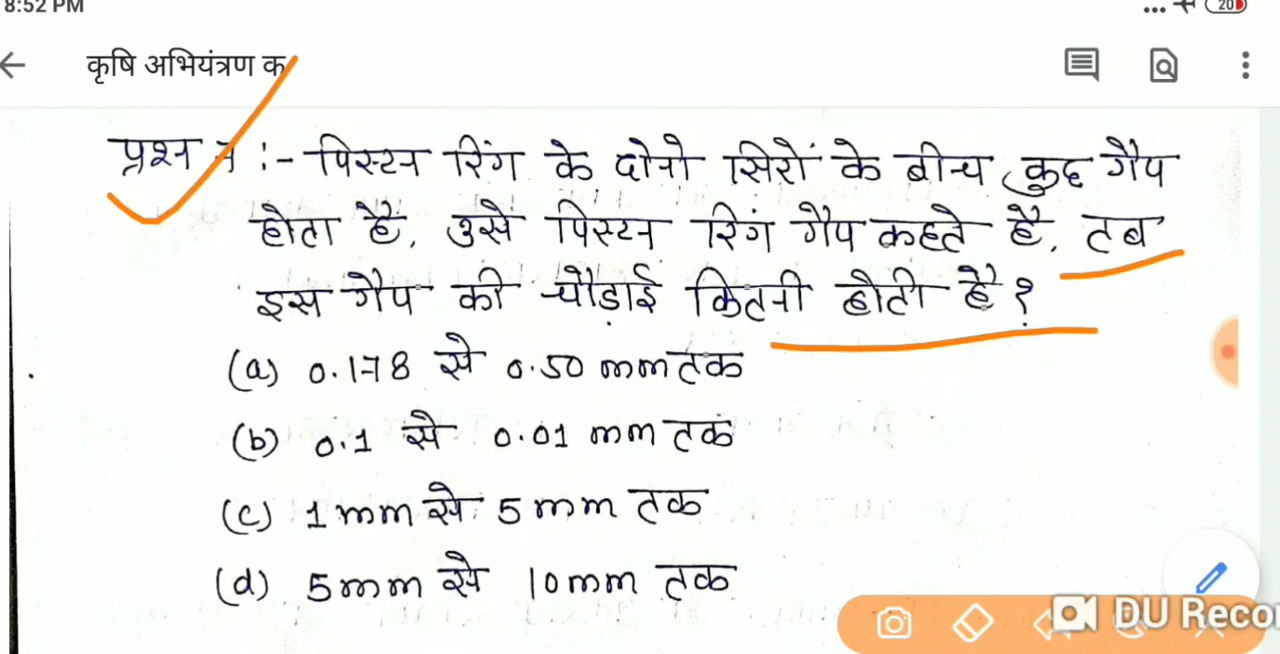 8:52 PM
20
कृषि अभियंत्रण क
प्रश्न :- पिस्टन रिंग के दोनो सिरों के बीच कुछ गैप
होता है, उसे पिस्टन रिंग गैप कहते है, तब
इस गैप की चौड़ाई कितनी होती है?
(a) 0.178 से 0.50 mm तक
(b) 0.1 से 0.01 mm तक
(c) 1 mm से 5 mm तक
(d) 5 mm से 10 mm तक
DU Recor